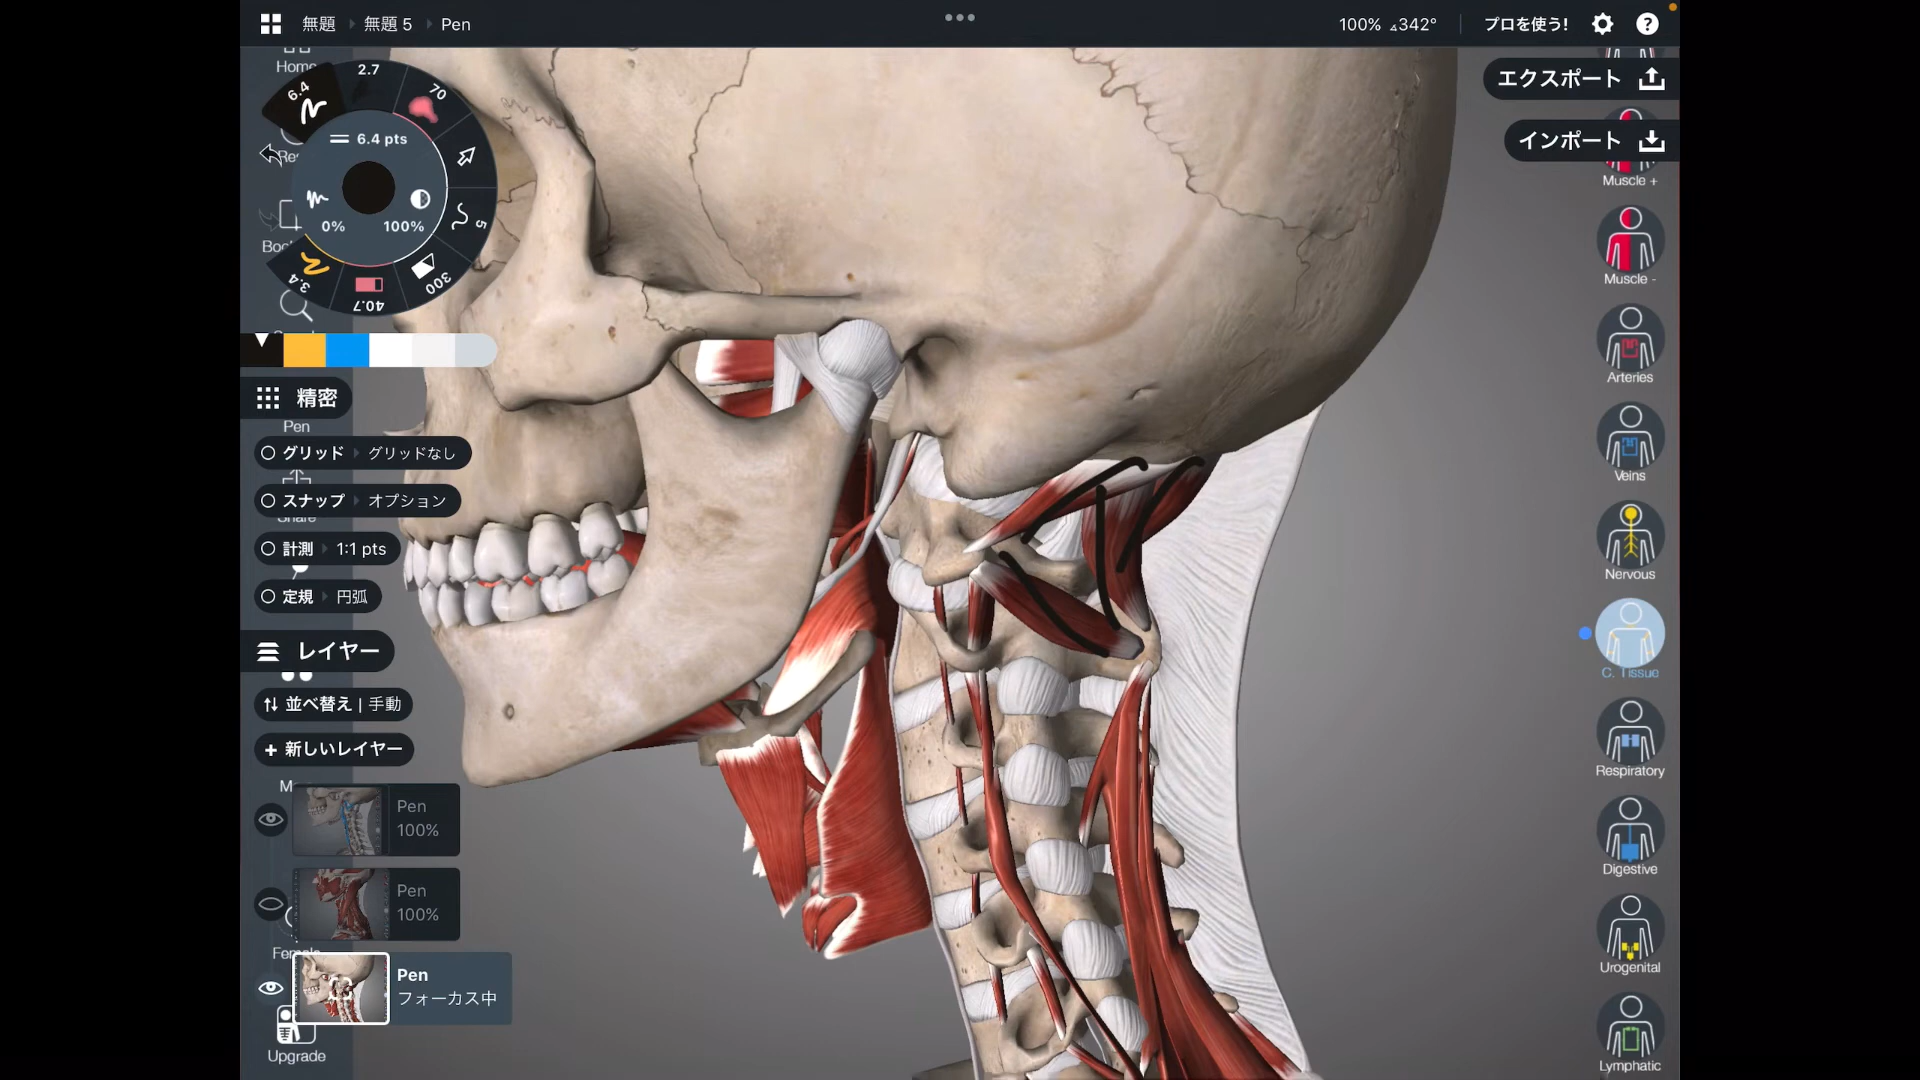 無題 無題 5 Pen
100% 342°
プロを使う!
エクスポート
インポート
Home
2.7
6.4
70
6.4 pts
0% 100%
5
300
40.7
3.4
精密
Pen
グリッド グリッドなし
スナップ オプション
Share
計測 1:1 pts
定規 円弧
レイヤー
並べ替え | 手動
+ 新しいレイヤー
Pen
100%
Pen
100%
Pen
フォーカス中
Upgrade
Muscle +
Muscle -
Arteries
Veins
Nervous
C. Tissue
Respiratory
Digestive
Urogenital
Lymphatic